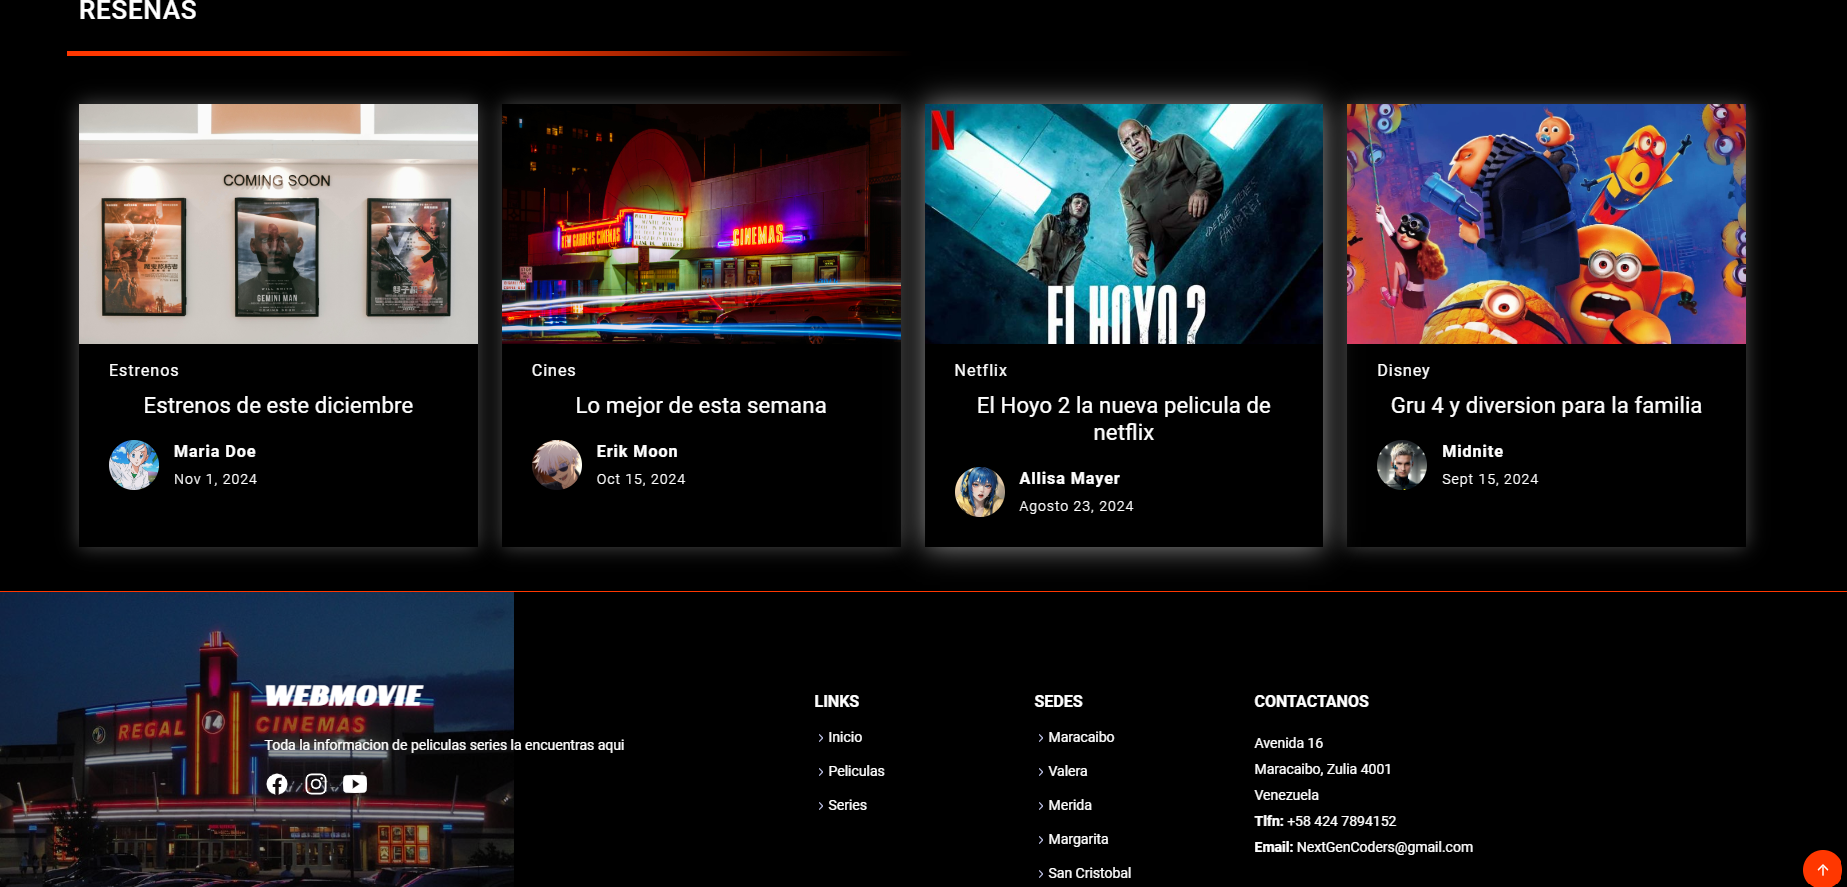 RESEÑAS
COMING SOON
GEMINI MAN
CINEMAS
N
EL HOYO 2
Estrenos
Estrenos de este diciembre
Maria Doe
Nov 1, 2024
Cines
Lo mejor de esta semana
Erik Moon
Oct 15, 2024
Netflix
El Hoyo 2 la nueva pelicula de
netflix
Allisa Mayer
Agosto 23, 2024
Disney
Gru 4 y diversion para la familia
Midnite
Sept 15, 2024
REGAL 14 CINEMAS
WEBMOVIE
Toda la informacion de peliculas series la encuentras aqui
LINKS
Inicio
Peliculas
Series
SEDES
Maracaibo
Valera
Merida
Margarita
San Cristobal
CONTACTANOS
Avenida 16
Maracaibo, Zulia 4001
Venezuela
Tlfn: +58 424 7894152
Email: NextGenCoders@gmail.com